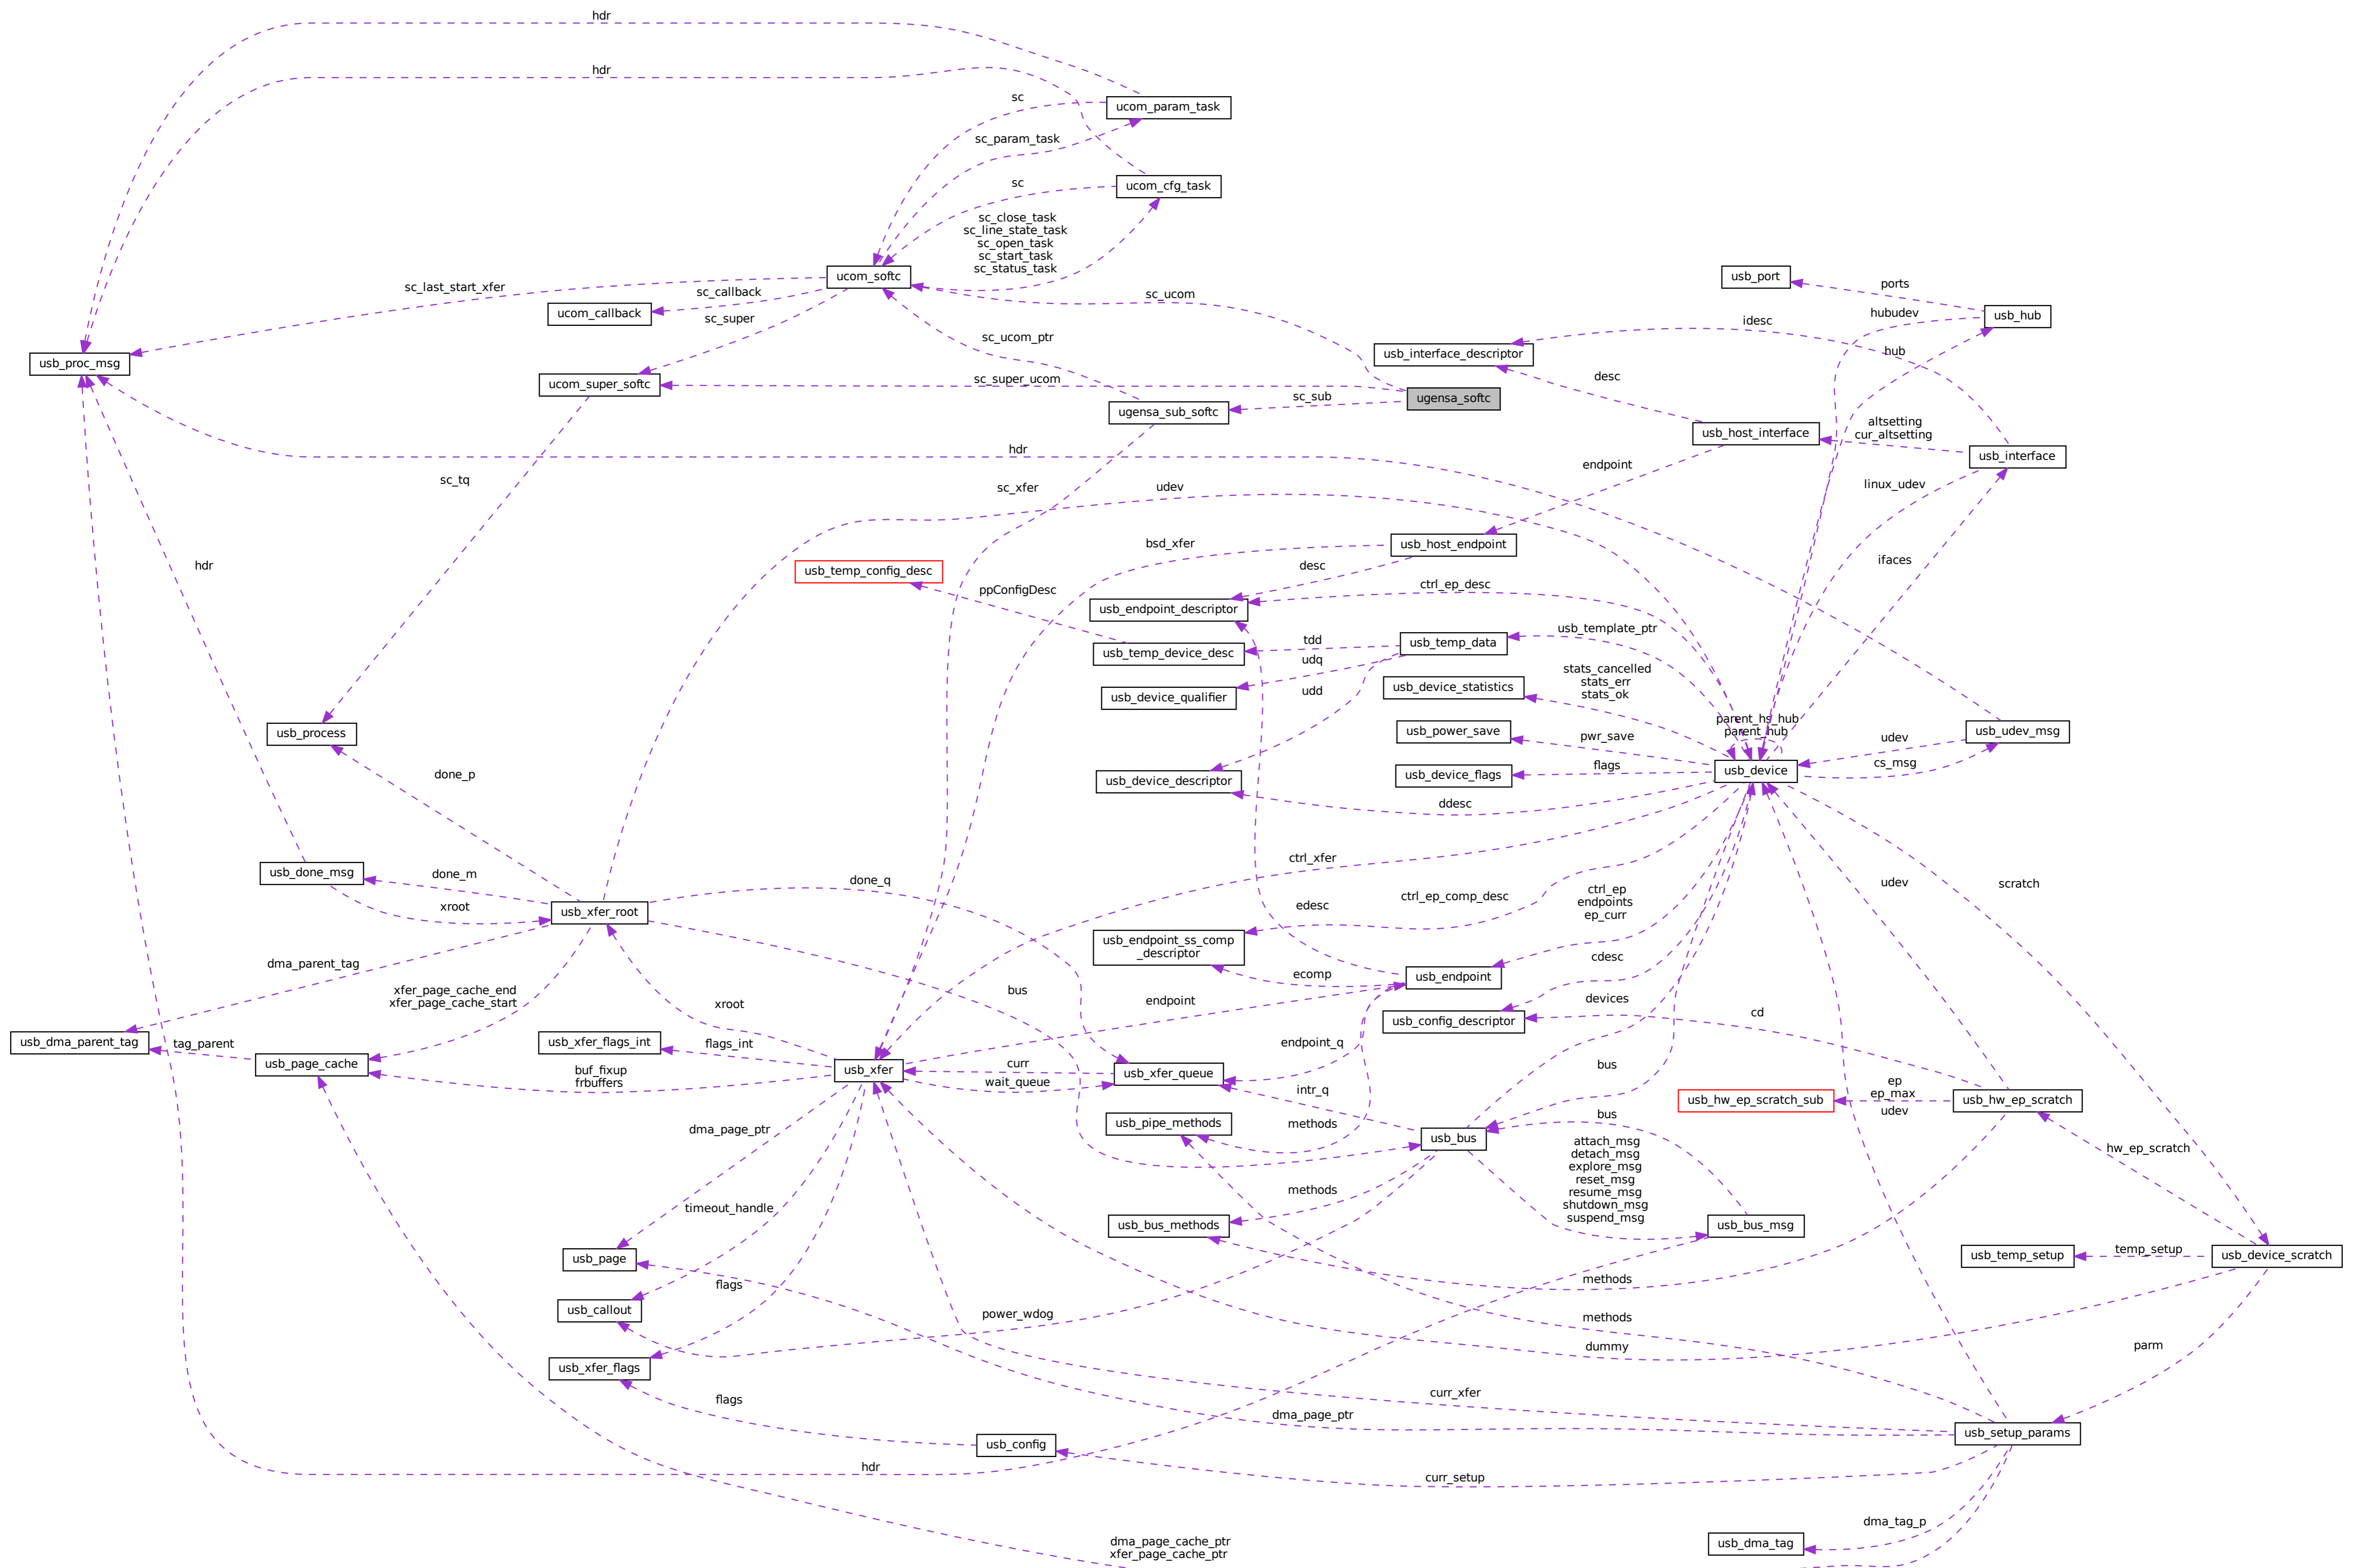 hdr
hdr
sc
ucom_param_task
sc_param_task
sc
ucom_cfg_task
sc_close_task
sc_line_state_task
sc_open_task
sc_start_task
sc_status_task
ucom_softc
usb_port
ports
sc_last_start_xfer
sc_callback
sc_ucom
ucom_callback
sc_super
hubudev
usb_hub
idesc
sc_ucom_ptr
usb_interface_descriptor
hub
usb_proc_msg
ucom_super_softc
sc_super_ucom
desc
sc_sub
ugensa_softc
ugensa_sub_softc
altsetting
cur_altsetting
usb_host_interface
hdr
usb_interface
endpoint
sc_tq
sc_xfer
udev
linux_udev
bsd_xfer
usb_host_endpoint
hdr
usb_temp_config_desc
desc
ifaces
ppConfigDesc
ctrl_ep_desc
usb_endpoint_descriptor
usb_template_ptr
tdd
usb_temp_data
usb_temp_device_desc
udq
stats_cancelled
stats_err
stats_ok
usb_device_qualifier
udd
usb_device_statistics
parent_hs_hub
parent_hub
usb_process
usb_power_save
pwr_save
udev
usb_udev_msg
done_p
usb_device_descriptor
usb_device_flags
flags
usb_device
cs_msg
ddesc
usb_done_msg
done_m
done_q
ctrl_xfer
udev
scratch
xroot
usb_xfer_root
edesc
ctrl_ep_comp_desc
ctrl_ep
endpoints
ep_curr
usb_endpoint_ss_comp
_descriptor
dma_parent_tag
ecomp
usb_endpoint
cdesc
xfer_page_cache_end
xfer_page_cache_start
bus
xroot
endpoint
devices
usb_config_descriptor
cd
usb_dma_parent_tag
tag_parent
usb_page_cache
usb_xfer_flags_int
flags_int
endpoint_q
usb_xfer
curr
usb_xfer_queue
bus
buf_fixup
frbuffers
wait_queue
intr_q
ep
ep_max
udev
usb_hw_ep_scratch_sub
usb_hw_ep_scratch
usb_pipe_methods
methods
bus
dma_page_ptr
usb_bus
attach_msg
detach_msg
explore_msg
reset_msg
resume_msg
shutdown_msg
suspend_msg
hw_ep_scratch
methods
timeout_handle
usb_bus_methods
usb_bus_msg
usb_page
usb_temp_setup
temp_setup
usb_device_scratch
flags
methods
usb_callout
power_wdog
methods
dummy
parm
usb_xfer_flags
flags
curr_xfer
dma_page_ptr
usb_config
usb_setup_params
hdr
curr_setup
dma_tag_p
dma_page_cache_ptr
xfer_page_cache_ptr
usb_dma_tag